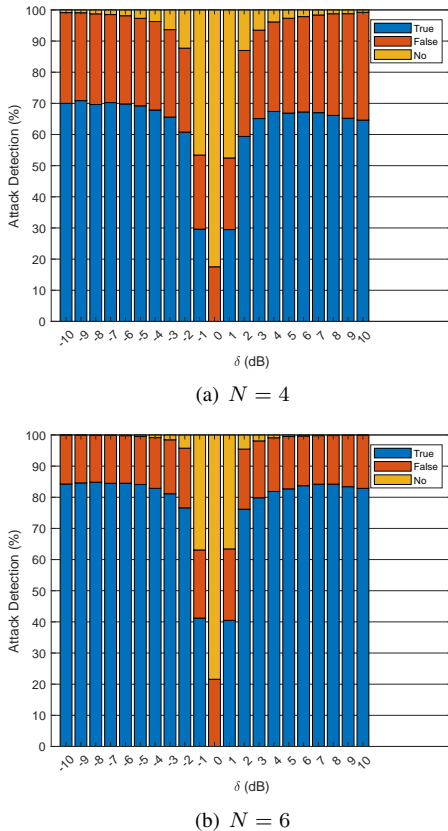 100
90
80
70
60
50
40
30
20
10
0
Attack Detection (%)
True
False
No
-10 -9 -8 -7 -6 -5 -4 -3 -2 -1 0 1 2 3 4 5 6 7 8 9 10
δ (dB)
(a) N = 4
100
90
80
70
60
50
40
30
20
10
0
Attack Detection (%)
True
False
No
-10 -9 -8 -7 -6 -5 -4 -3 -2 -1 0 1 2 3 4 5 6 7 8 9 10
δ (dB)
(b) N = 6